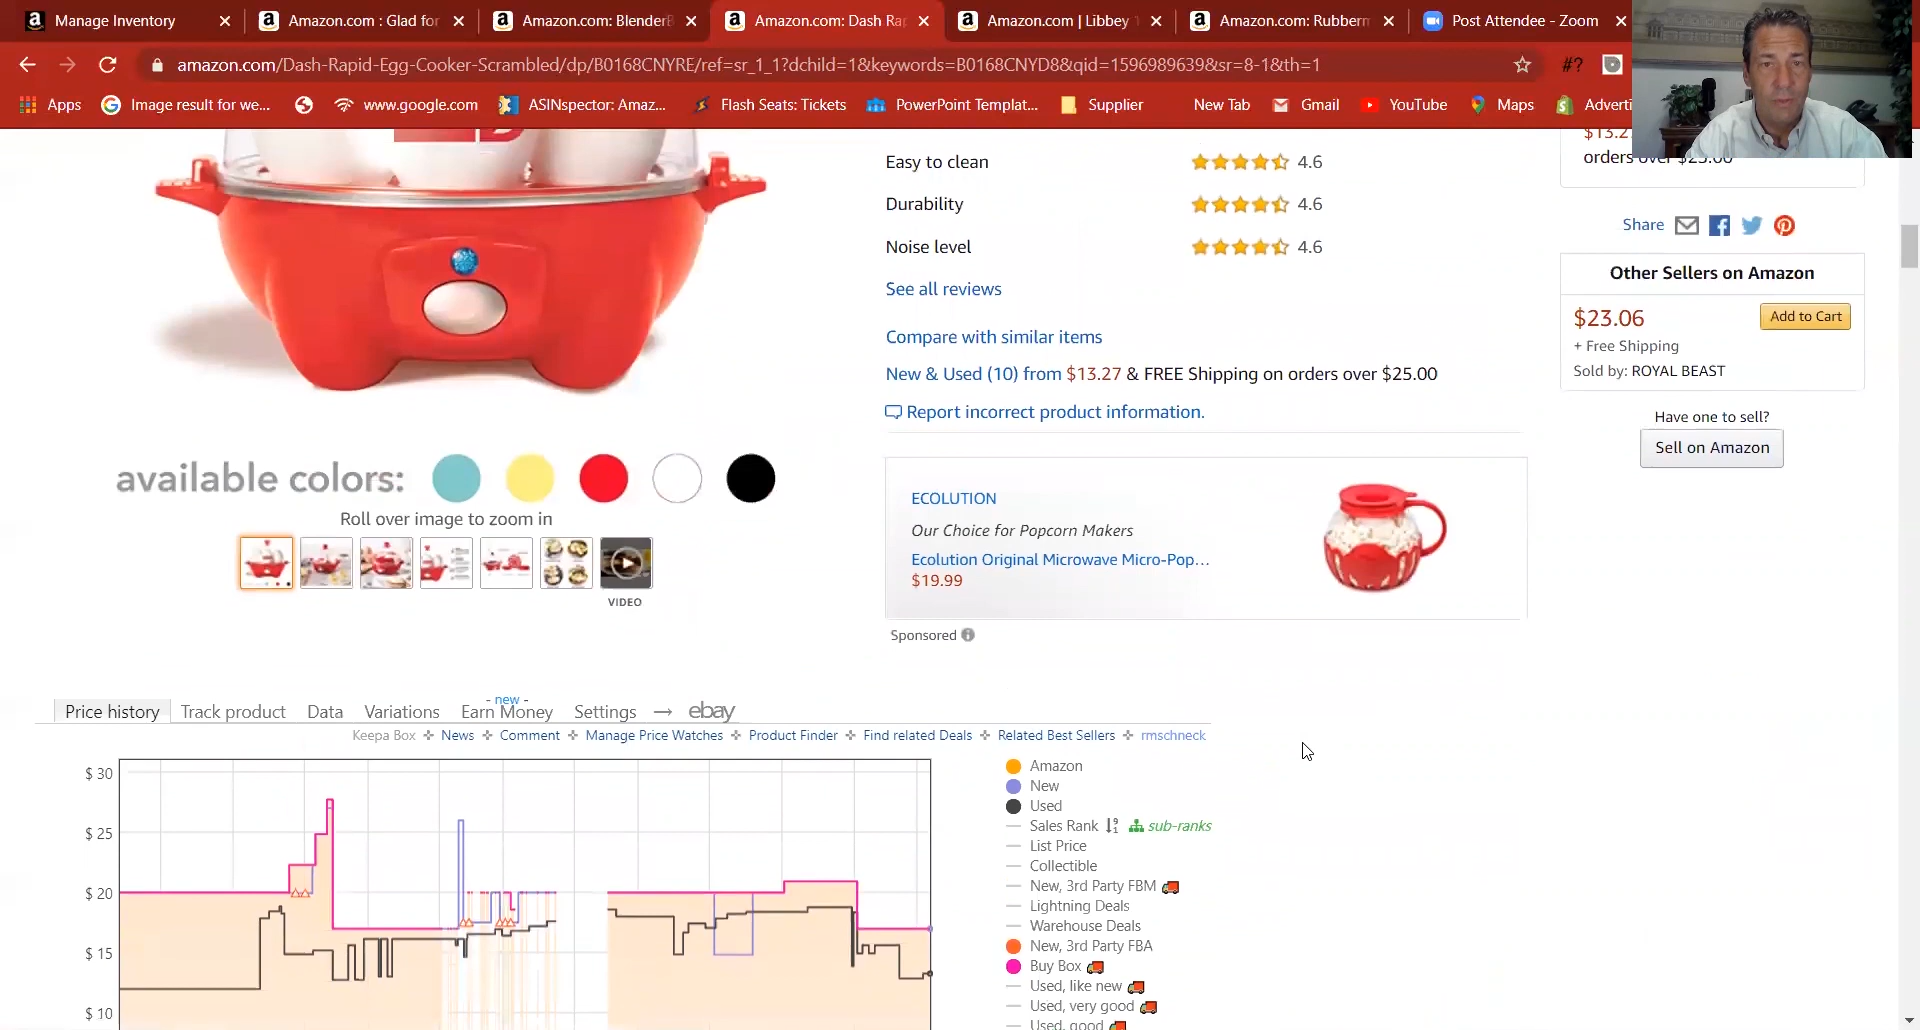 Manage Inventory
Amazon.com : Glad for
Amazon.com: BlenderB
Amazon.com: Dash Rap
Amazon.com | Libbey
Amazon.com: Rubberm
Post Attendee - Zoom
amazon.com/Dash-Rapid-Egg-Cooker-Scrambled/dp/B0168CNYRE/ref=sr_1_1?dchild=1&keywords=B0168CNYD8&qid=1596989639&sr=8-1&th=1
#?
Apps
Image result for we...
www.google.com
ASINspector: Amaz...
Flash Seats: Tickets
PowerPoint Templat...
Supplier
New Tab
Gmail
YouTube
Maps
Adverti
$13.27
orders over $25.00
Easy to clean 4.6
Durability 4.6
Noise level 4.6
See all reviews
Compare with similar items
New & Used (10) from $13.27 & FREE Shipping on orders over $25.00
Report incorrect product information.
Share
Other Sellers on Amazon
$23.06
Add to Cart
+ Free Shipping
Sold by: ROYAL BEAST
Have one to sell?
Sell on Amazon
available colors:
Roll over image to zoom in
VIDEO
ECOLUTION
Our Choice for Popcorn Makers
Ecolution Original Microwave Micro-Pop...
$19.99
Sponsored
- new -
Price history Track product Data Variations Earn Money Settings → ebay
Keepa Box News Comment Manage Price Watches Product Finder Find related Deals Related Best Sellers rmschneck
$ 30
$ 25
$ 20
$ 15
$ 10
Amazon
New
Used
Sales Rank sub-ranks
List Price
Collectible
New, 3rd Party FBM
Lightning Deals
Warehouse Deals
New, 3rd Party FBA
Buy Box
Used, like new
Used, very good
Used, good